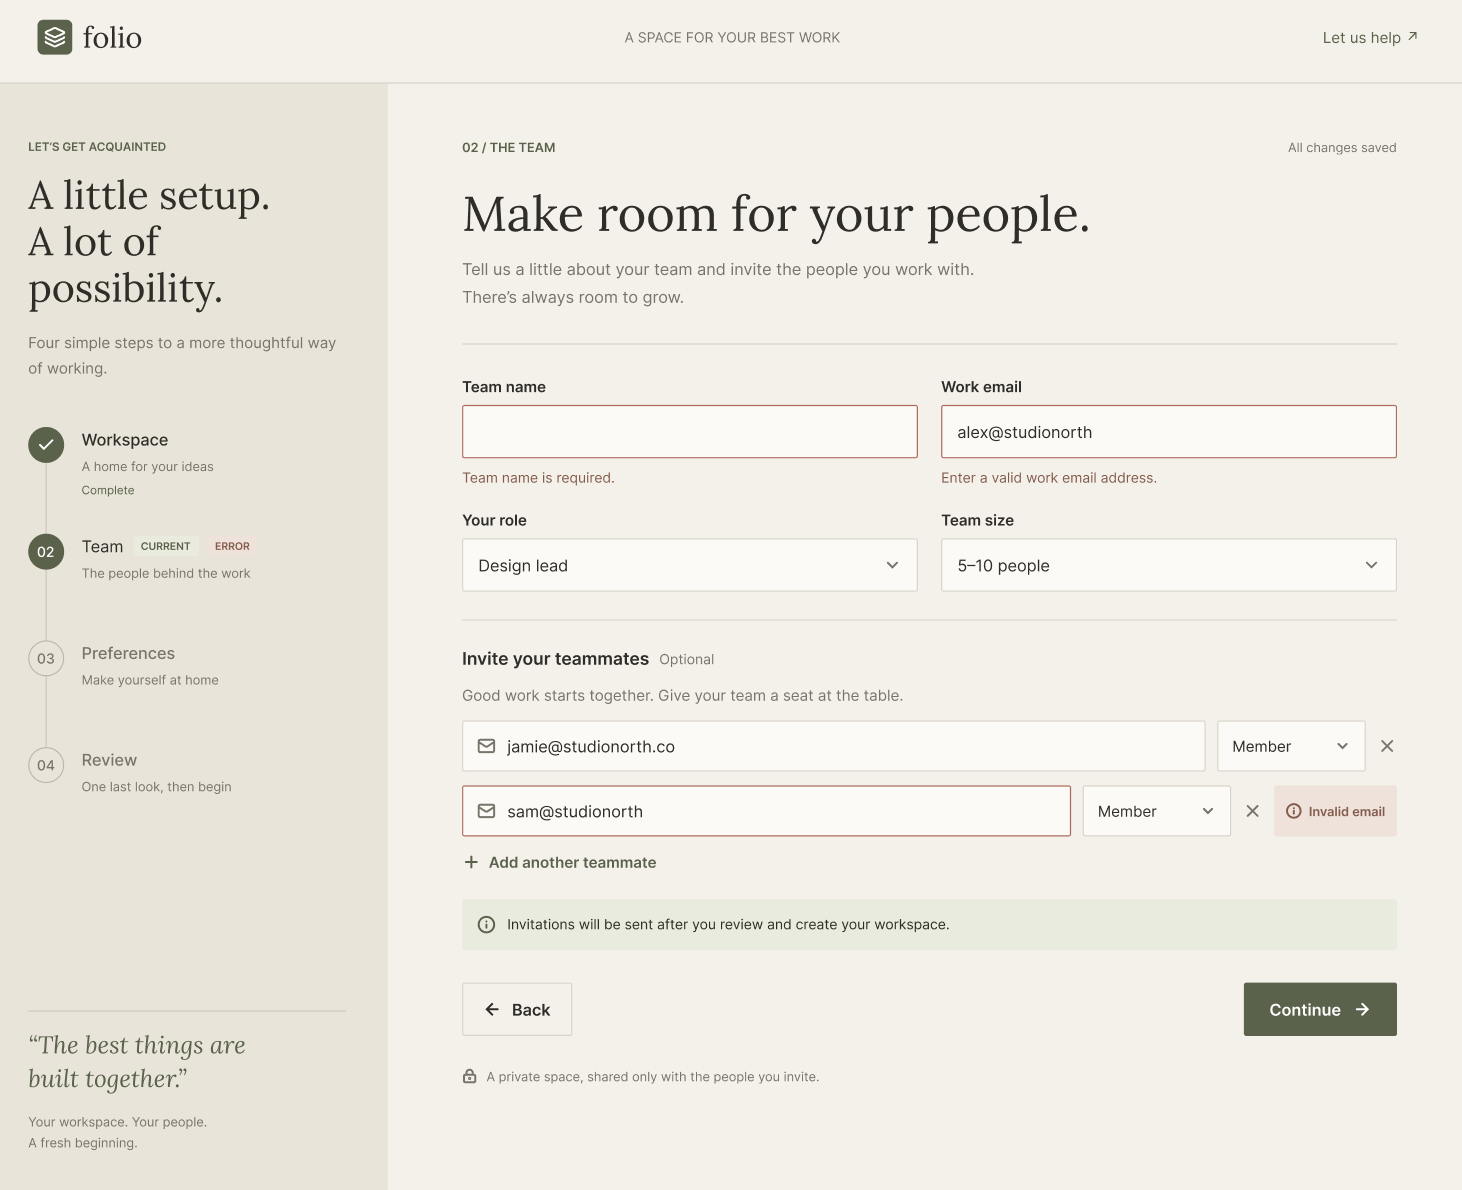 folio
A SPACE FOR YOUR BEST WORK
Let us help
LET’S GET ACQUAINTED
A little setup.
A lot of
possibility.
Four simple steps to a more thoughtful way
of working.
Workspace
A home for your ideas
Complete
02
Team CURRENT ERROR
The people behind the work
03
Preferences
Make yourself at home
04
Review
One last look, then begin
“The best things are
built together.”
Your workspace. Your people.
A fresh beginning.
02 / THE TEAM
All changes saved
Make room for your people.
Tell us a little about your team and invite the people you work with.
There’s always room to grow.
Team name
Team name is required.
Work email
alex@studionorth
Enter a valid work email address.
Your role
Design lead
Team size
5–10 people
Invite your teammates Optional
Good work starts together. Give your team a seat at the table.
jamie@studionorth.co
Member
sam@studionorth
Member
Invalid email
Add another teammate
Invitations will be sent after you review and create your workspace.
Back
Continue
A private space, shared only with the people you invite.